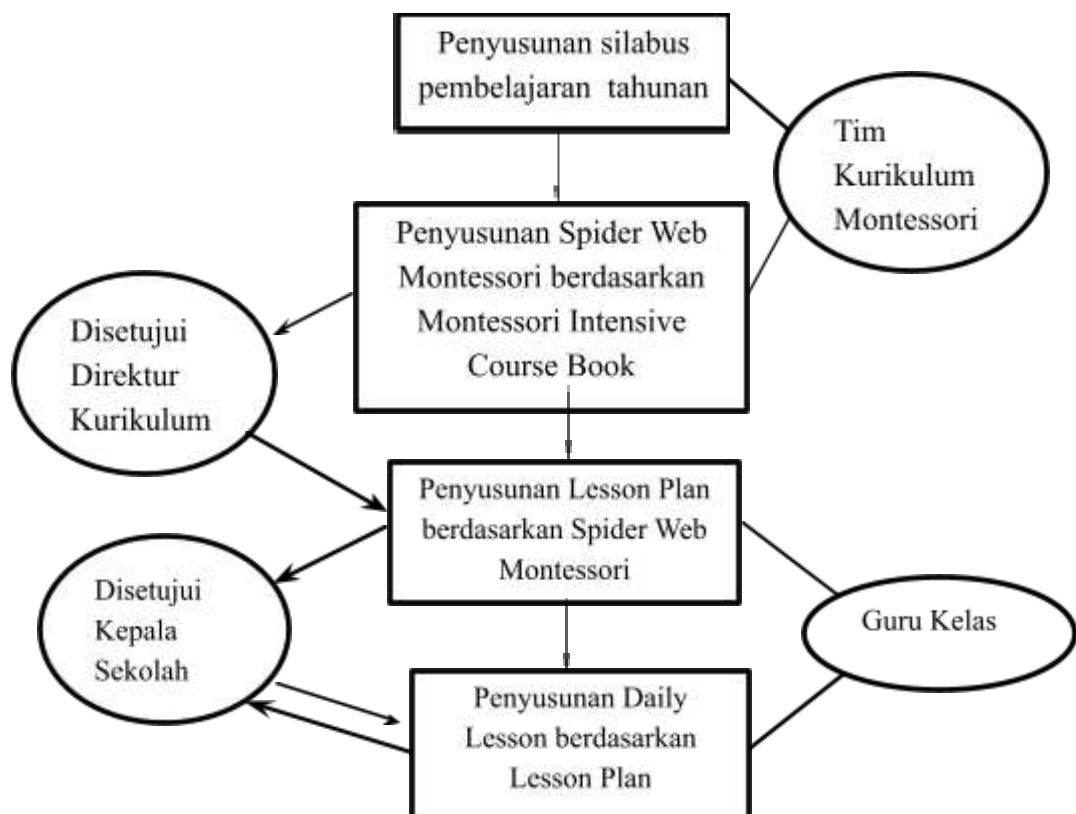 Penyusunan silabus
pembelajaran tahunan
Tim
Kurikulum
Montessori
Penyusunan Spider Web
Montessori berdasarkan
Montessori Intensive
Course Book
Disetujui
Direktur
Kurikulum
Penyusunan Lesson Plan
berdasarkan Spider Web
Montessori
Disetujui
Kepala
Sekolah
Guru Kelas
Penyusunan Daily
Lesson berdasarkan
Lesson Plan